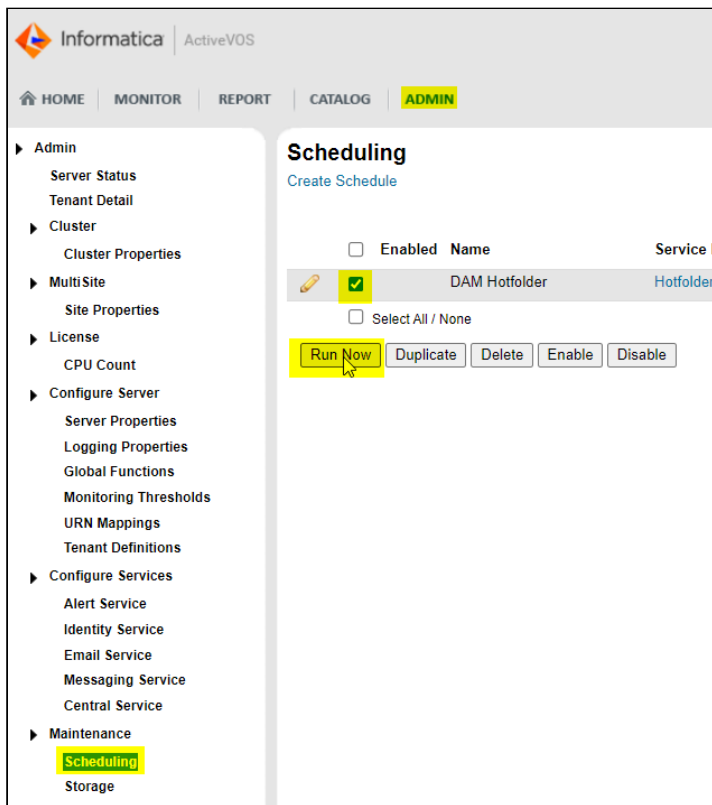 Informatica ActiveVOS
HOME MONITOR REPORT CATALOG ADMIN
Admin
Server Status
Tenant Detail
Cluster
Cluster Properties
MultiSite
Site Properties
License
CPU Count
Configure Server
Server Properties
Logging Properties
Global Functions
Monitoring Thresholds
URN Mappings
Tenant Definitions
Configure Services
Alert Service
Identity Service
Email Service
Messaging Service
Central Service
Maintenance
Scheduling
Storage
Scheduling
Create Schedule
Enabled Name Service
DAM Hotfolder Hotfolder
Select All / None
Run Now Duplicate Delete Enable Disable